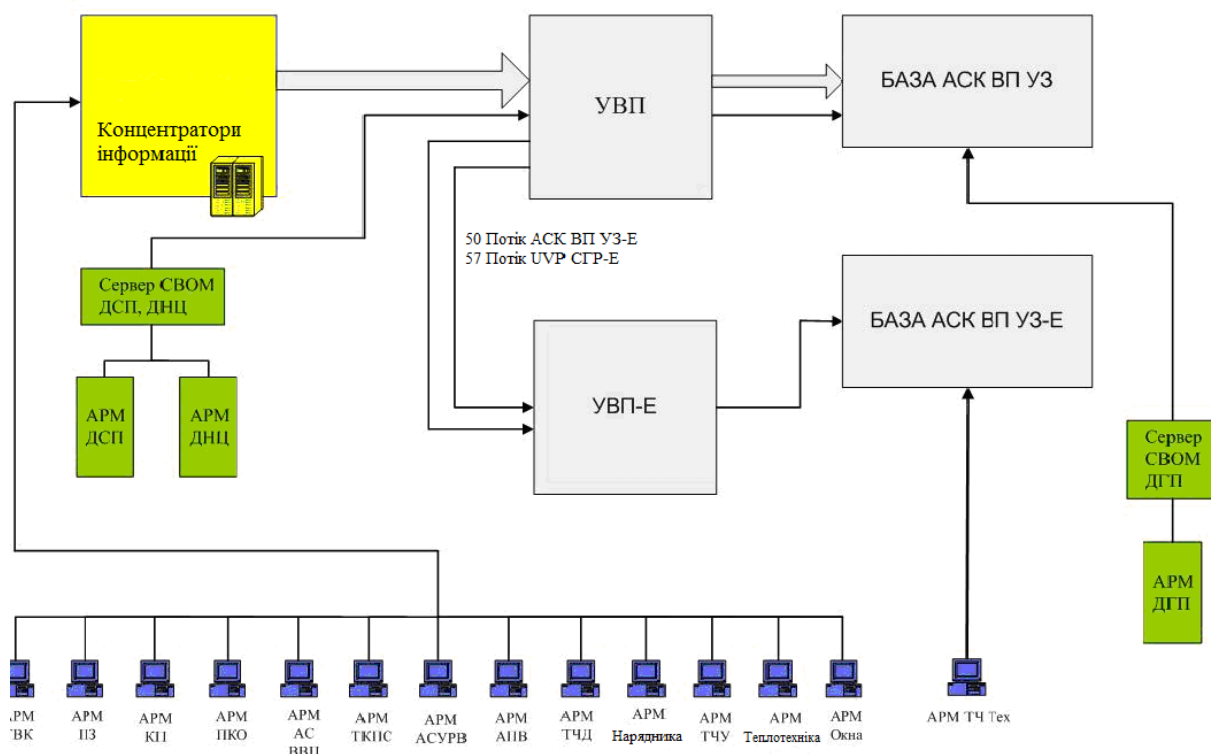 Концентратори
інформації
УВП
БАЗА АСК ВП УЗ
50 Потік АСК ВП УЗ-Е
57 Потік UVP СГР-Е
Сервер СВОМ
ДСП, ДНЦ
АРМ
ДСП
АРМ
ДНЦ
УВП-Е
БАЗА АСК ВП УЗ-Е
Сервер
СВОМ
ДГП
АРМ
ДГП
АРМ
АРМ
ПЗ
АРМ
КП
АРМ
ПКО
АРМ
АС
ВВЦ
АРМ
ТКПС
АРМ
АСУРВ
АРМ
АПВ
АРМ
ТЧД
АРМ
Нарядника
АРМ
ТЧУ
АРМ
Теплотехніка
АРМ
Окна
АРМ ТЧ Тех